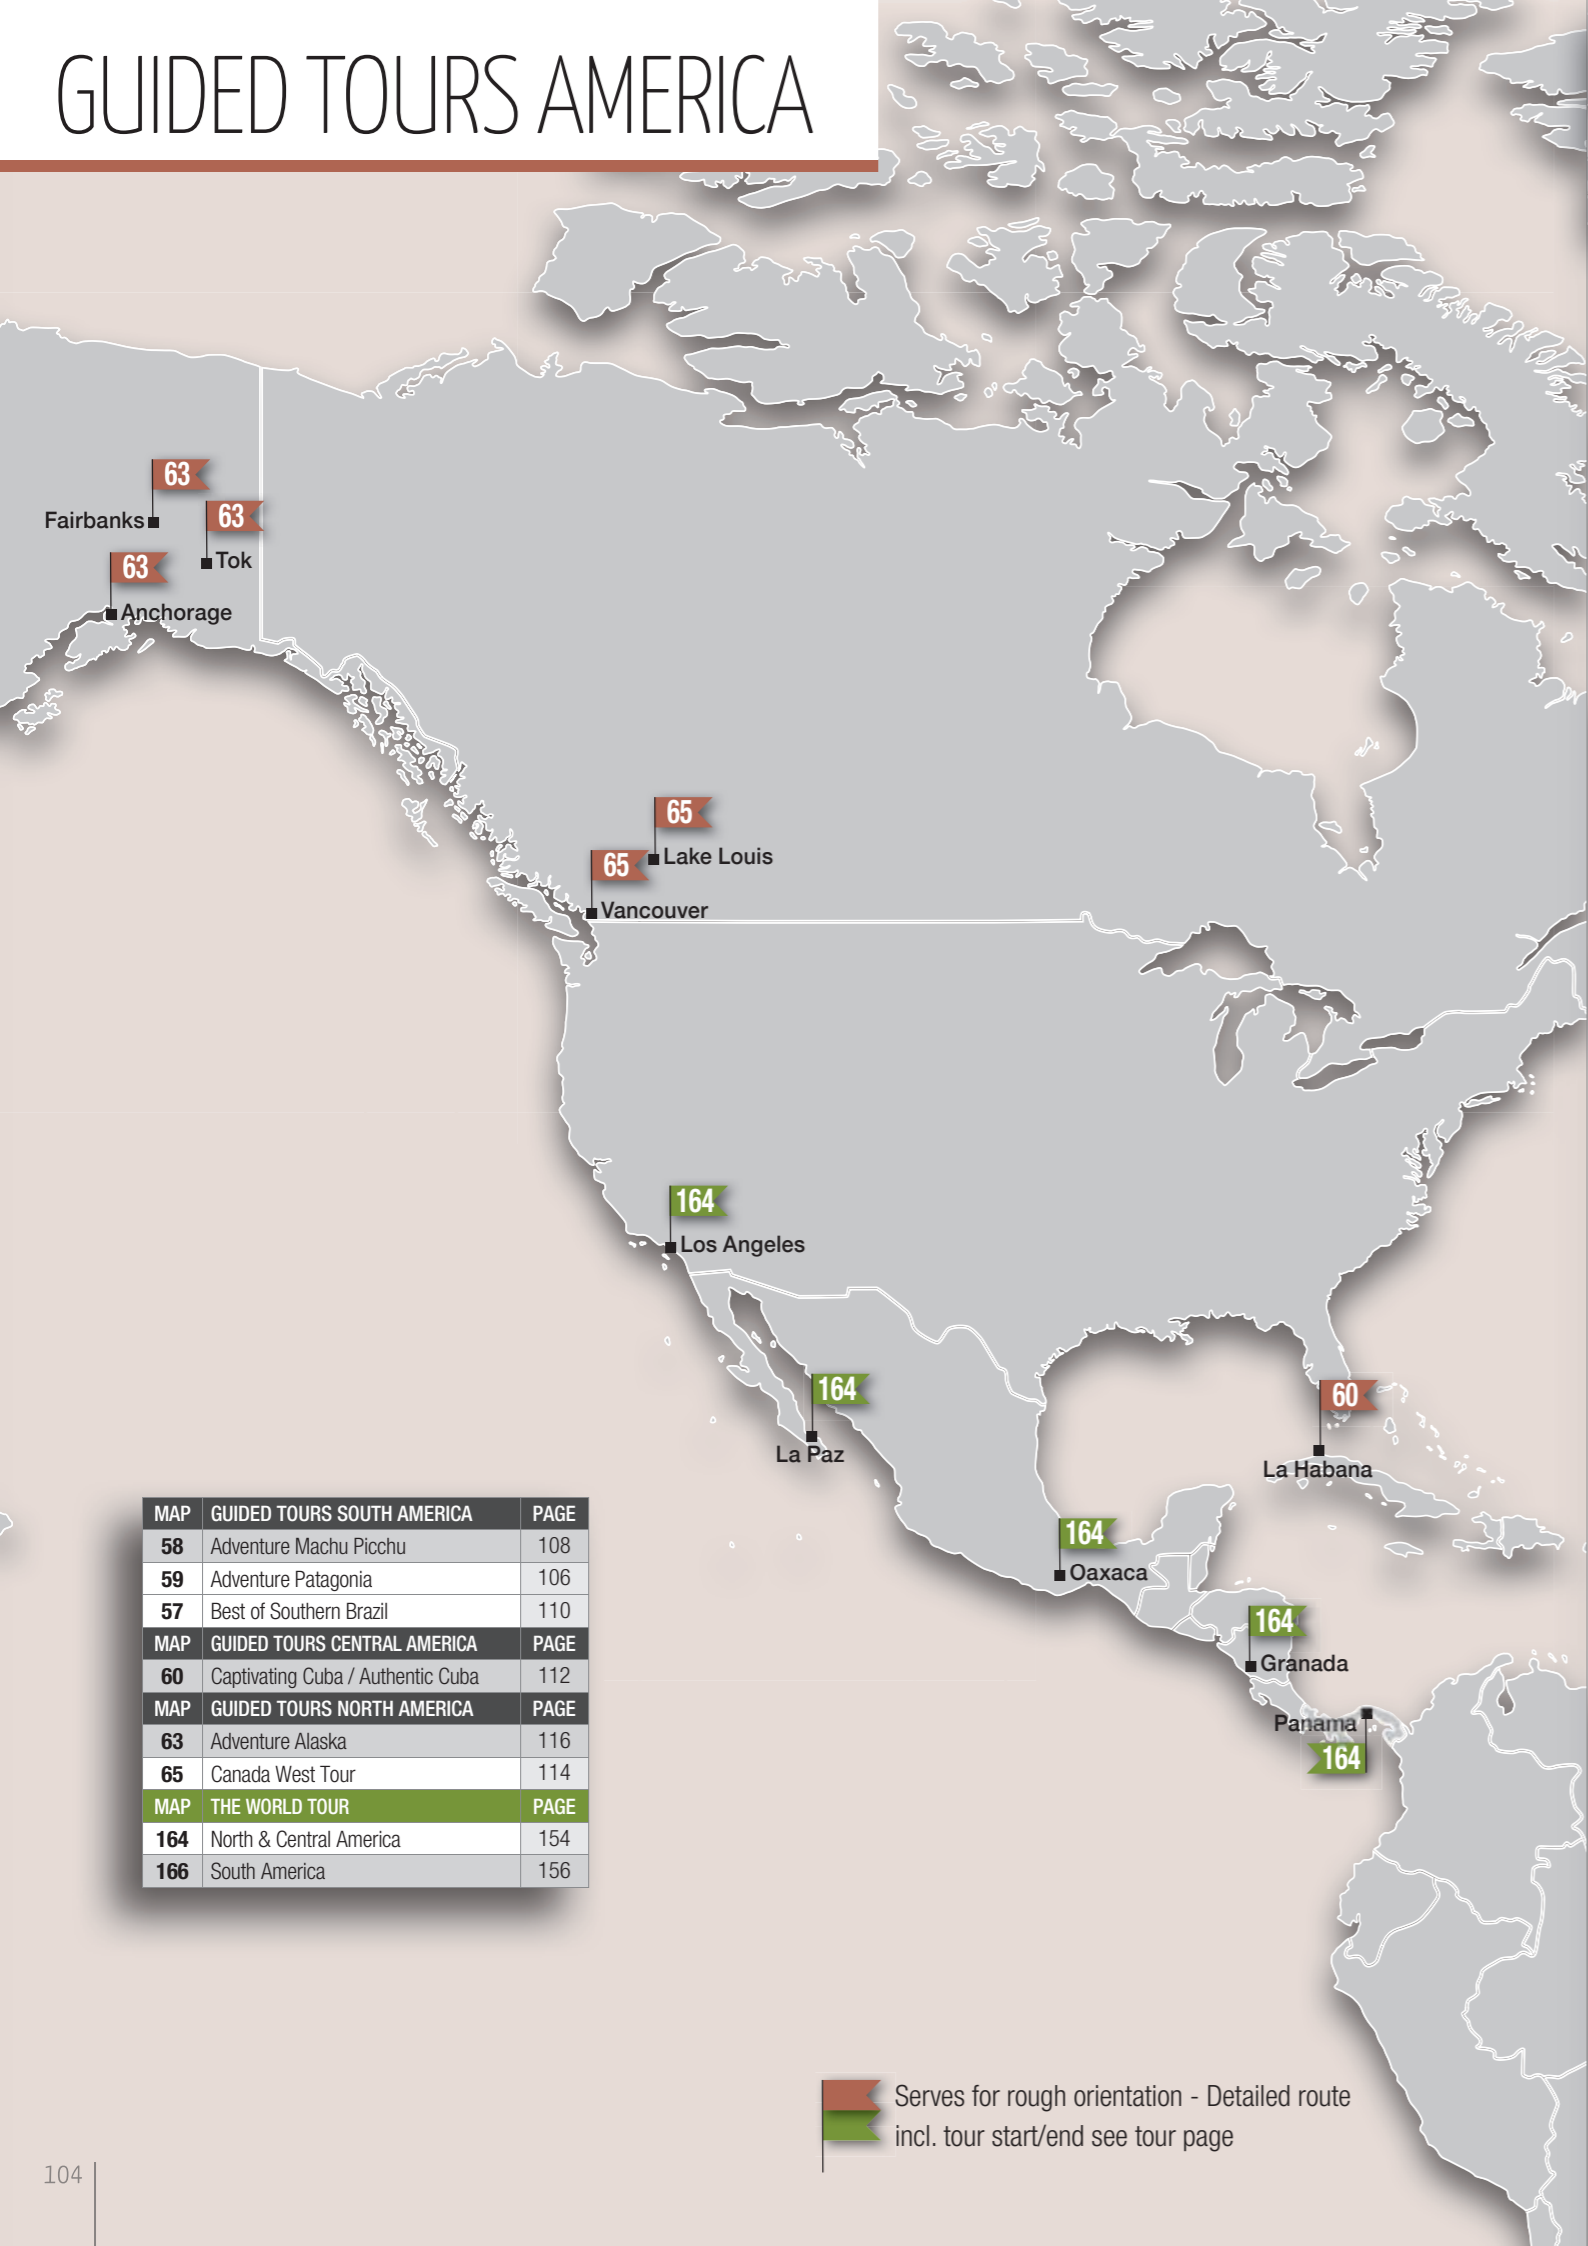 GUIDED TOURS AMERICA
63
Fairbanks
63
Tok
63
Anchorage
65
Lake Louis
65
Vancouver
164
Los Angeles
164
La Paz
60
La Habana
164
Oaxaca
164
Granada
Panama
164
MAP GUIDED TOURS SOUTH AMERICA PAGE
58 Adventure Machu Picchu 108
59 Adventure Patagonia 106
57 Best of Southern Brazil 110
MAP GUIDED TOURS CENTRAL AMERICA PAGE
60 Captivating Cuba / Authentic Cuba 112
MAP GUIDED TOURS NORTH AMERICA PAGE
63 Adventure Alaska 116
65 Canada West Tour 114
MAP THE WORLD TOUR PAGE
164 North & Central America 154
166 South America 156
Serves for rough orientation - Detailed route
incl. tour start/end see tour page
104